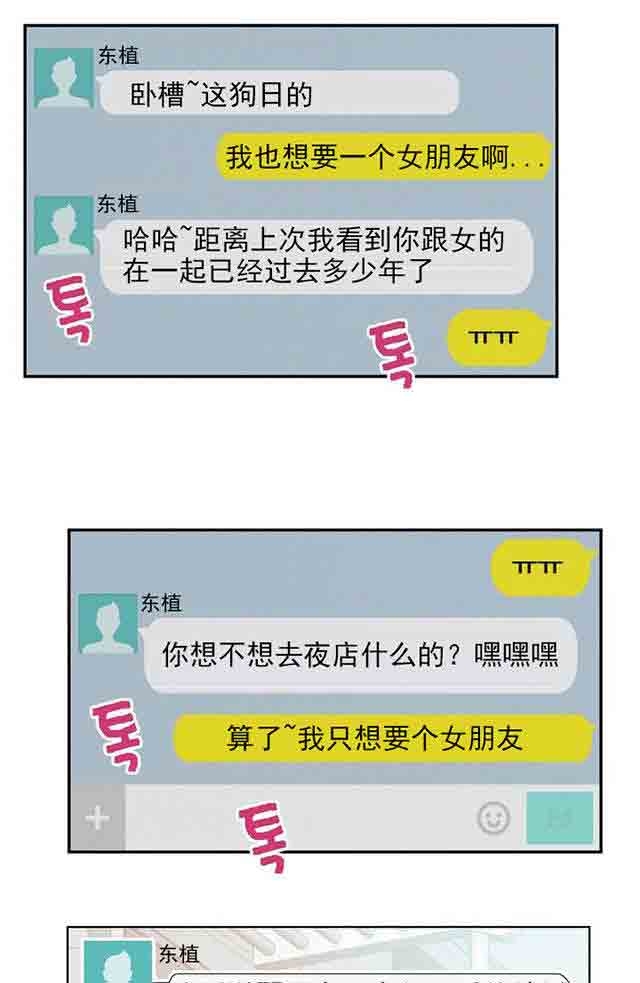 东植
卧槽~这狗日的
我也想要一个女朋友啊...
东植
哈哈~距离上次我看到你跟女的
在一起已经过去多少年了
톡
톡
ㅠㅠ
ㅠㅠ
东植
你想不想去夜店什么的？嘿嘿嘿
톡
算了~我只想要个女朋友
톡
东植